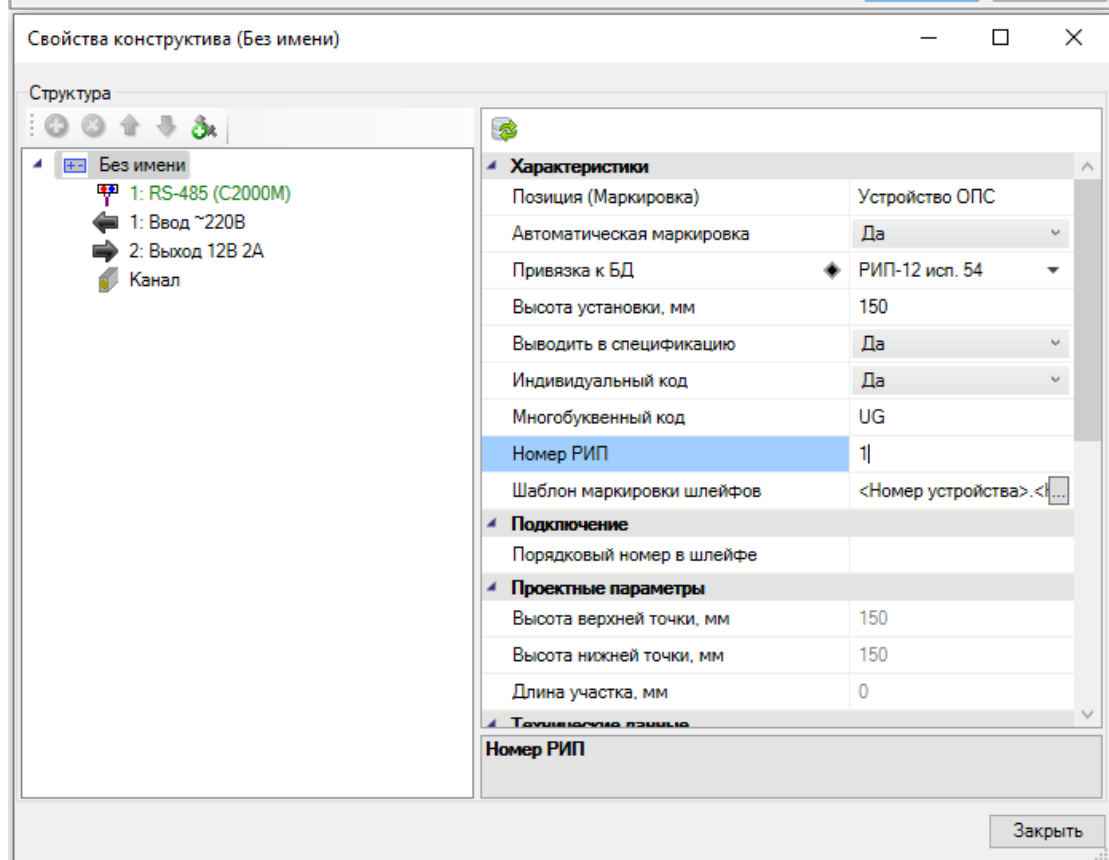 Свойства конструктива (Без имени)
Структура
Без имени
1: RS-485 (C2000M)
1: Ввод ~220В
2: Выход 12В 2А
Канал
Характеристики
Позиция (Маркировка) Устройство ОПС
Автоматическая маркировка Да
Привязка к БД РИП-12 исп. 54
Высота установки, мм 150
Выводить в спецификацию Да
Индивидуальный код Да
Многобуквенный код UG
Номер РИП 1
Шаблон маркировки шлейфов <Номер устройства>.<Н ...
Подключение
Порядковый номер в шлейфе
Проектные параметры
Высота верхней точки, мм 150
Высота нижней точки, мм 150
Длина участка, мм 0
Технические данные
Номер РИП
Закрыть